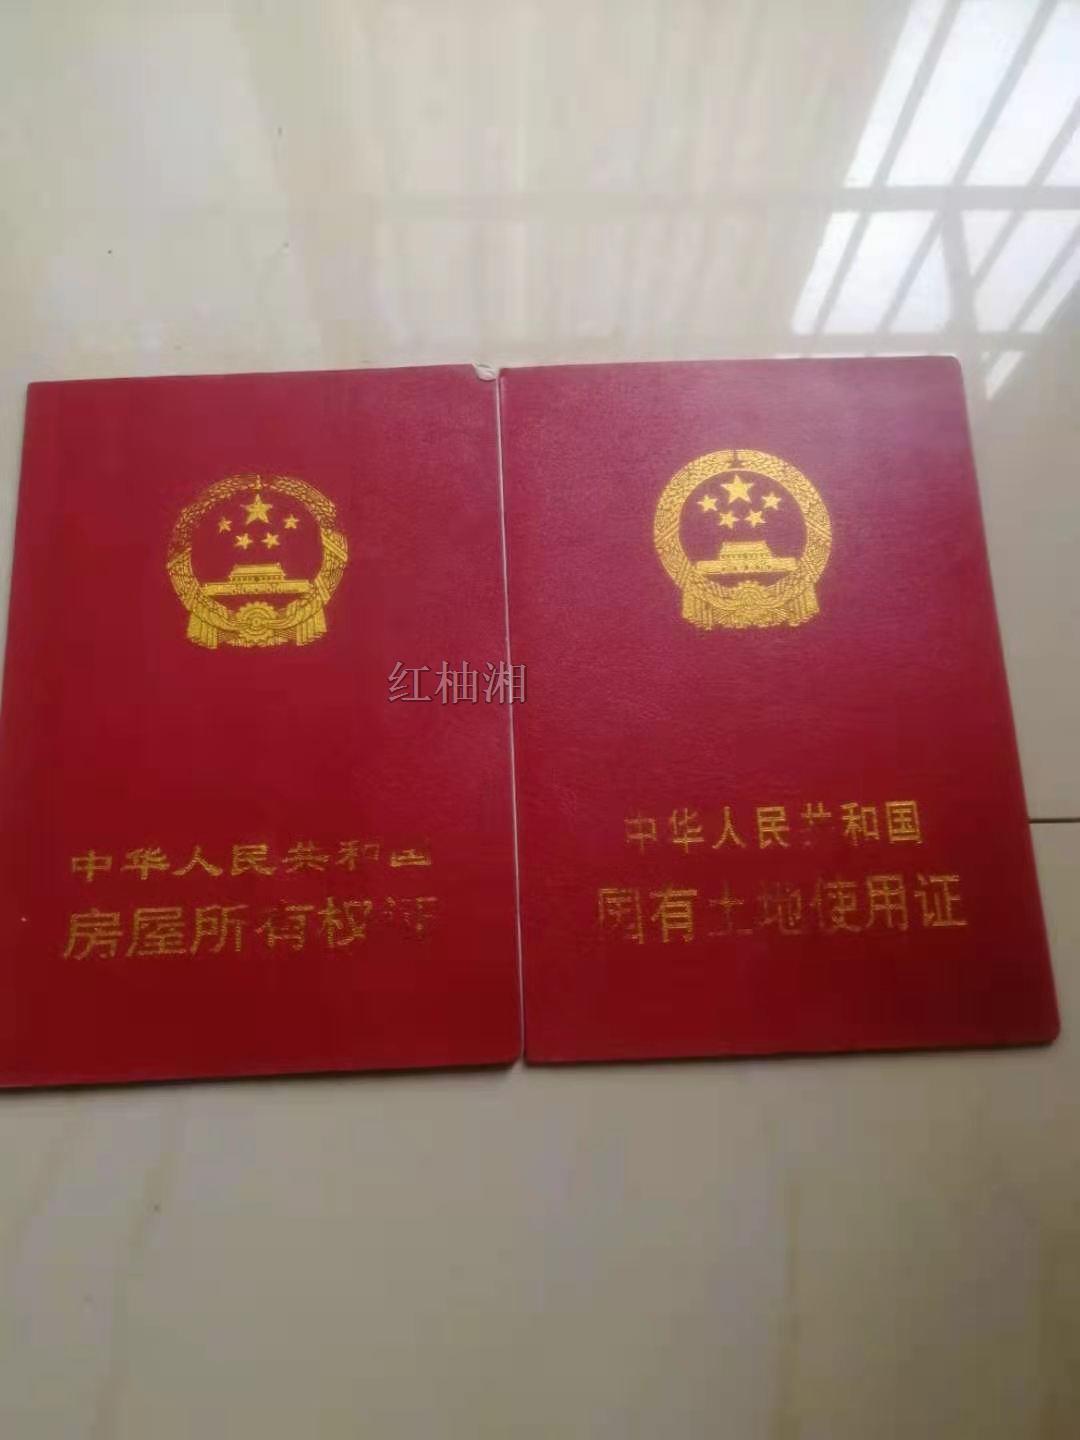 中华人民共和国
房屋所有权证
中华人民共和国
国有土地使用证
红柚湘